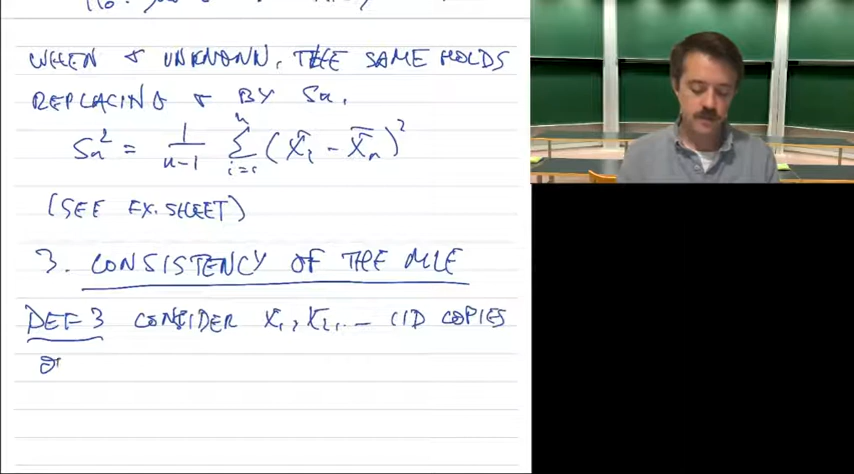 WHEN σ UNKNOWN, THE SAME HOLDS
REPLACING σ BY Sn.
Sn² = 1/(n-1) Σ_{i=1}^{n} (Xi - X̄n)²
(SEE EX. SHEET)
3. CONSISTENCY OF THE MLE
DEF 3 CONSIDER X1, X2, ... IID COPIES
OF